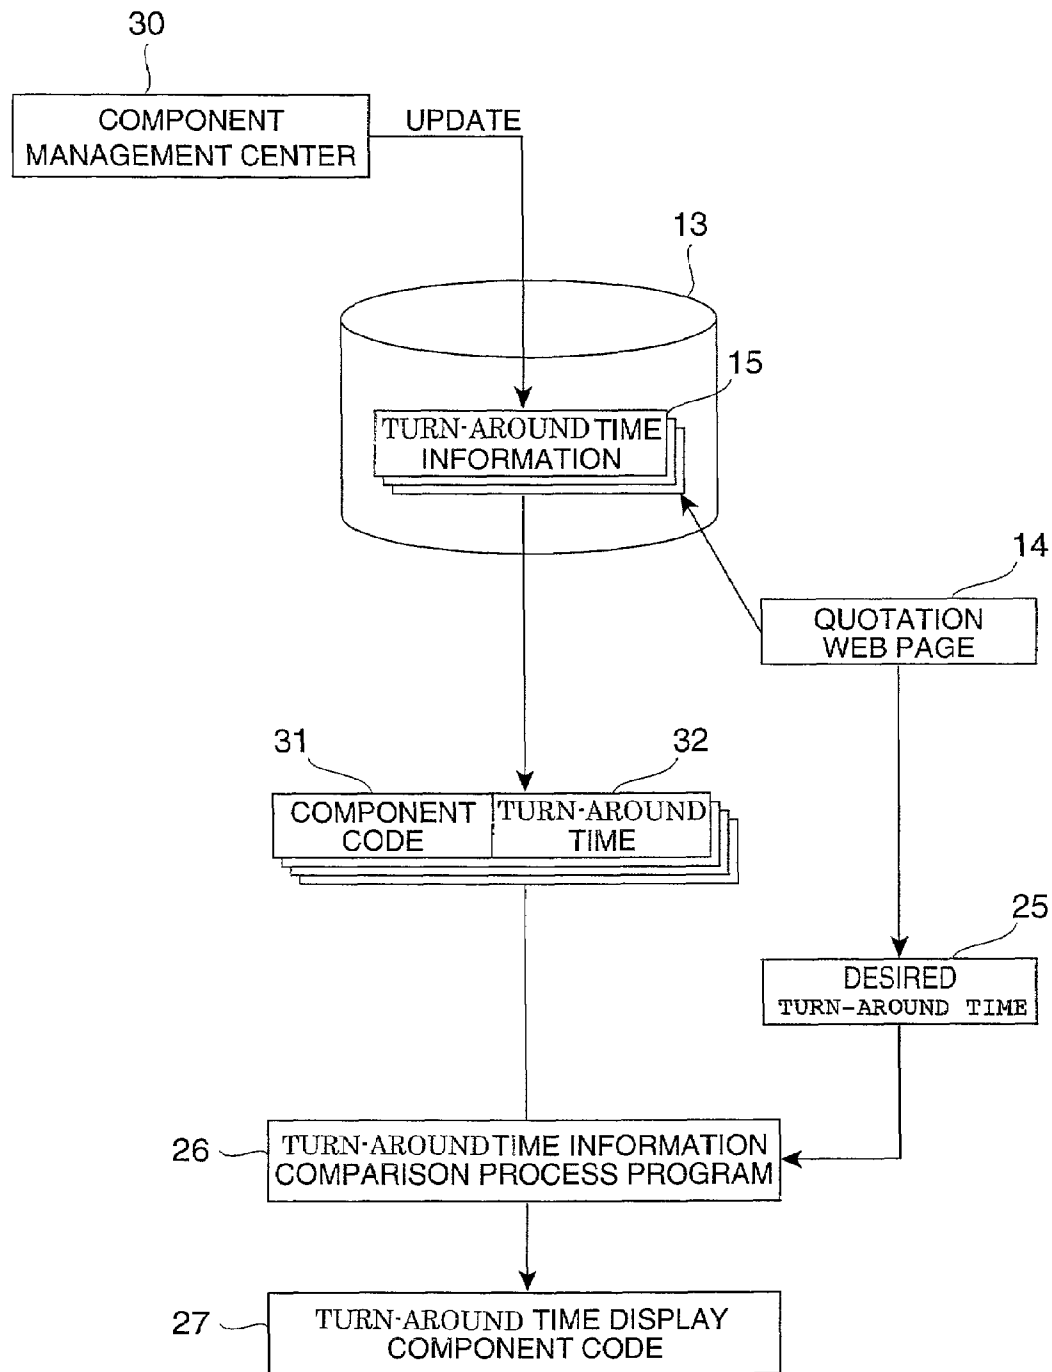 30
COMPONENT
MANAGEMENT CENTER
UPDATE
13
15
TURN-AROUND TIME
INFORMATION
14
QUOTATION
WEB PAGE
31
32
COMPONENT
CODE
TURN-AROUND
TIME
25
DESIRED
TURN-AROUND TIME
26
TURN-AROUND TIME INFORMATION
COMPARISON PROCESS PROGRAM
27
TURN-AROUND TIME DISPLAY
COMPONENT CODE